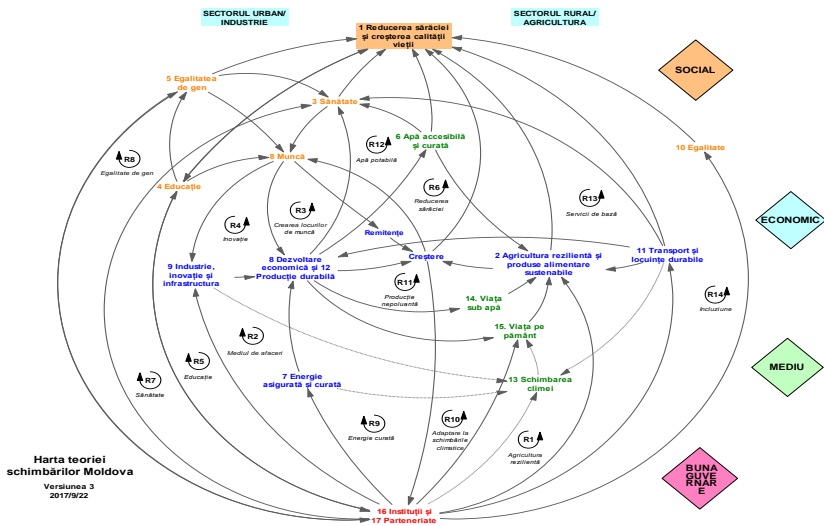 SECTORUL URBAN/
INDUSTRIE
SECTORUL RURAL/
AGRICULTURA
1 Reducerea sărăciei
și creșterea calității
vieții
SOCIAL
5 Egalitatea
de gen
3 Sănătate
6 Apă accesibilă
și curată
R12
Apă potabilă
10 Egalitate
R8
Egalitate de gen
8 Muncă
4 Educație
R6
Reducerea
sărăciei
R13
Servicii de bază
ECONOMIC
R4
Inovație
R3
Crearea locurilor
de muncă
Remitențe
9 Industrie,
inovație și
infrastructura
8 Dezvoltare
economică și 12
Producție durabilă
Creștere
2 Agricultura rezilientă și
produse alimentare
sustenabile
11 Transport și
locuințe durabile
R11
Producție
nepoluantă
14. Viața
sub apă
R14
Incluziune
15. Viața pe
pământ
R2
Mediul de afaceri
R5
Educație
R7
Sănătate
7 Energie
asigurată și curată
13 Schimbarea
climei
MEDIU
R9
Energie curată
R10
Adaptare la
schimbările
climatice
R1
Agricultura
rezilientă
Harta teoriei
schimbărilor Moldova
Versiunea 3
2017/9/22
BUNA
GUVE
RNAR
E
16 Instituții și
17 Parteneriate